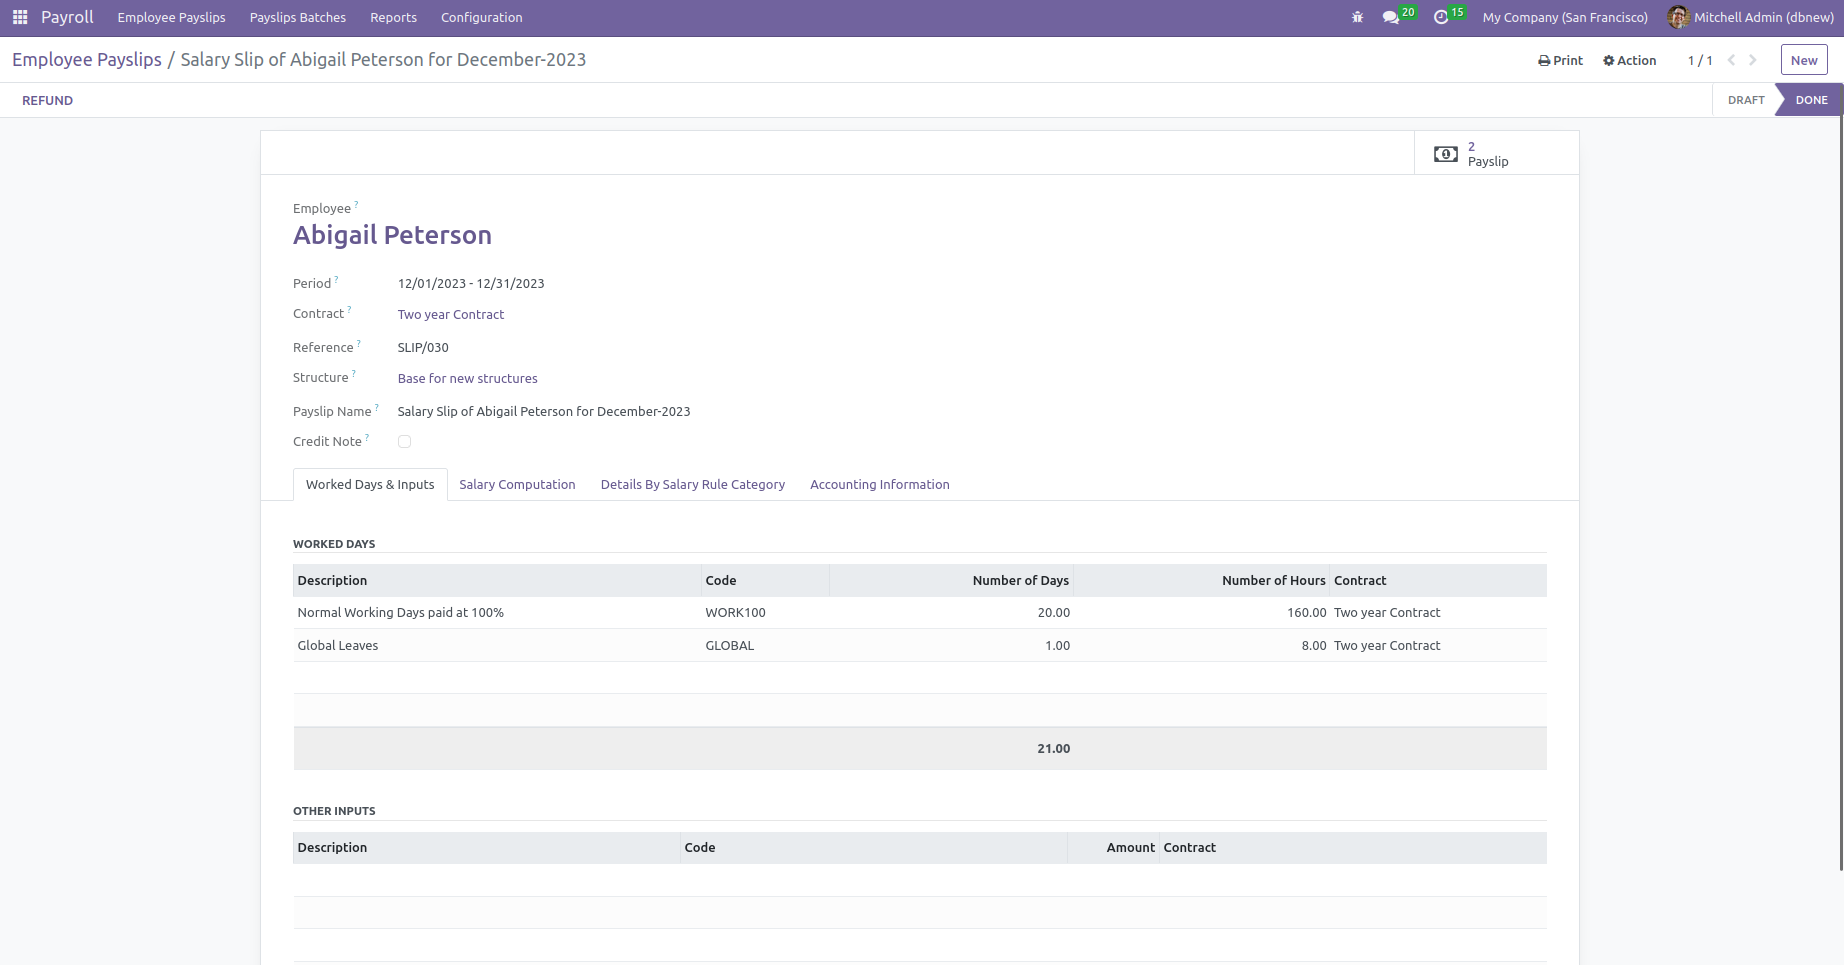 Payroll Employee Payslips Payslips Batches Reports Configuration 20 15 My Company (San Francisco) Mitchell Admin (dbnew)
Employee Payslips / Salary Slip of Abigail Peterson for December-2023 Print Action 1 / 1 New
REFUND DRAFT DONE
2
Payslip
Employee ?
Abigail Peterson
Period ? 12/01/2023 - 12/31/2023
Contract ? Two year Contract
Reference ? SLIP/030
Structure ? Base for new structures
Payslip Name ? Salary Slip of Abigail Peterson for December-2023
Credit Note ?
Worked Days & Inputs Salary Computation Details By Salary Rule Category Accounting Information
WORKED DAYS
Description Code Number of Days Number of Hours Contract
Normal Working Days paid at 100% WORK100 20.00 160.00 Two year Contract
Global Leaves GLOBAL 1.00 8.00 Two year Contract
21.00
OTHER INPUTS
Description Code Amount Contract